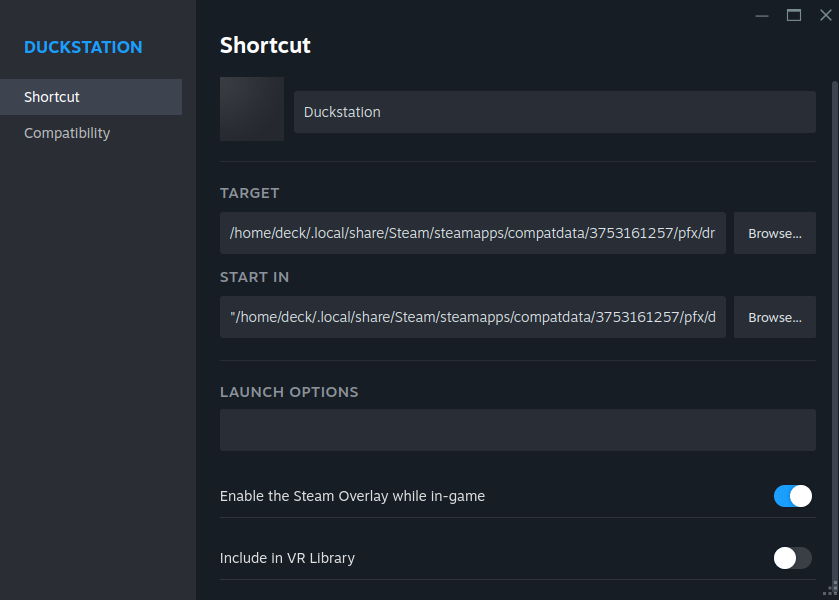 DUCKSTATION
Shortcut
Compatibility
Shortcut
Duckstation
TARGET
/home/deck/.local/share/Steam/steamapps/compatdata/3753161257/pfx/dr
Browse...
START IN
"/home/deck/.local/share/Steam/steamapps/compatdata/3753161257/pfx/d
Browse...
LAUNCH OPTIONS
Enable the Steam Overlay while in-game
Include in VR Library